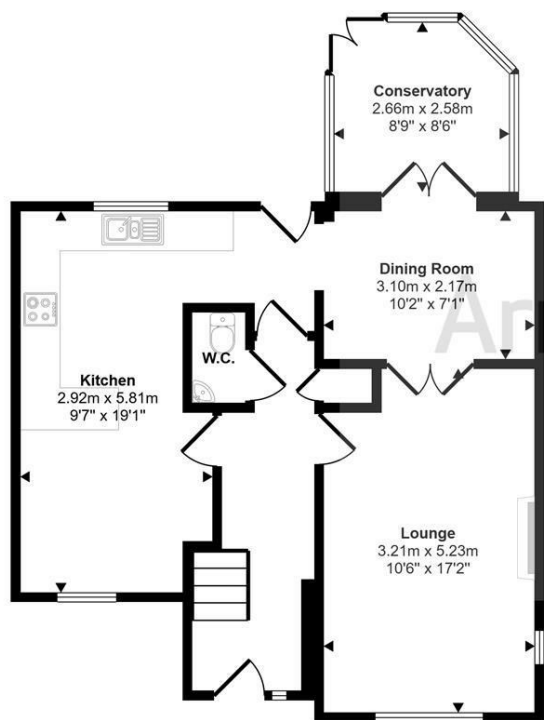 Conservatory
2.66m x 2.58m
8'9" x 8'6"
Dining Room
3.10m x 2.17m
10'2" x 7'1"
W.C.
Kitchen
2.92m x 5.81m
9'7" x 19'1"
Lounge
3.21m x 5.23m
10'6" x 17'2"